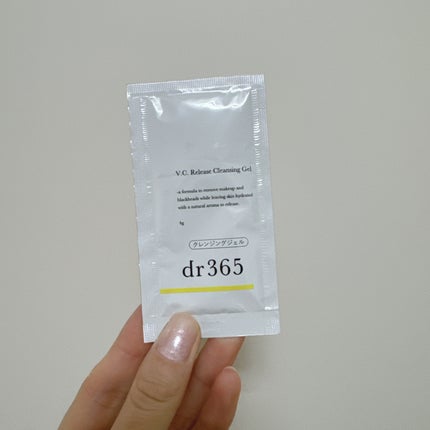 V.C. Release Cleansing Gel
-a formula to remove makeup and
blackheads while leaving skin hydrated
with a natural aroma to release.
4g
クレンジングジェル
dr365